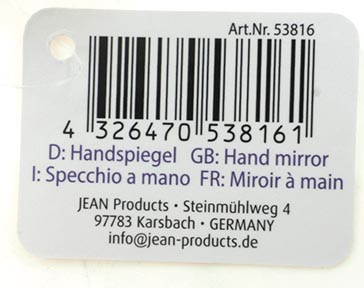 Art.Nr. 53816
4 326470 538161
D: Handspiegel GB: Hand mirror
I: Specchio a mano FR: Miroir à main
JEAN Products · Steinmühlweg 4
97783 Karsbach · GERMANY
info@jean-products.de